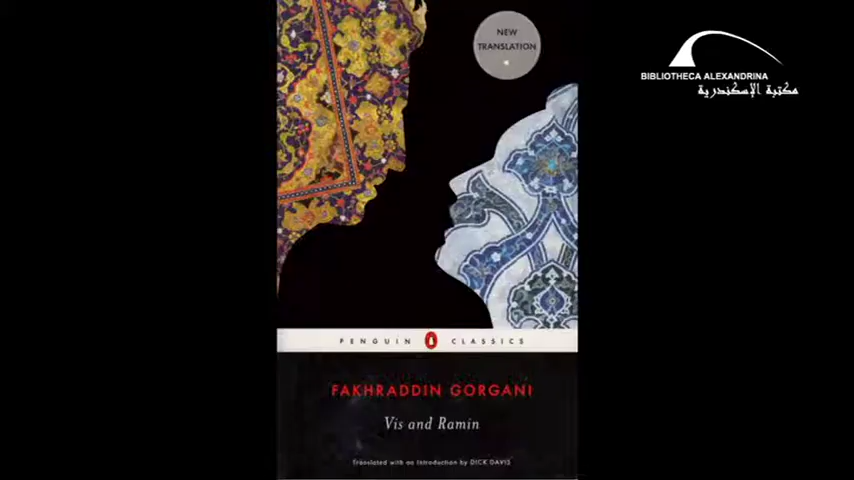 NEW
TRANSLATION
BIBLIOTHECA ALEXANDRINA
مكتبة الإسكندرية
PENGUIN CLASSICS
FAKHRADDIN GORGANI
Vis and Ramin
Translated with an Introduction by DICK DAVIS